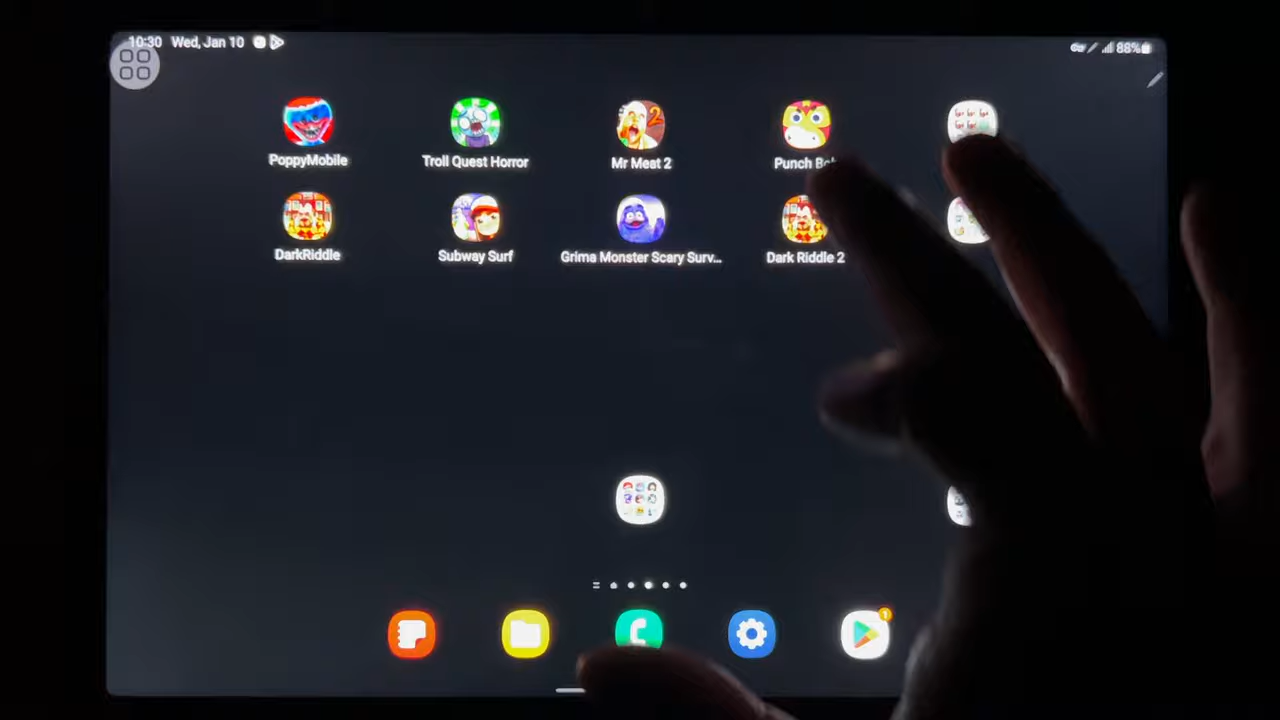 10:30 Wed, Jan 10
88%
PoppyMobile
Troll Quest Horror
Mr Meat 2
Punch
DarkRiddle
Subway Surf
Grima Monster Scary Surv...
Dark Riddle 2
1